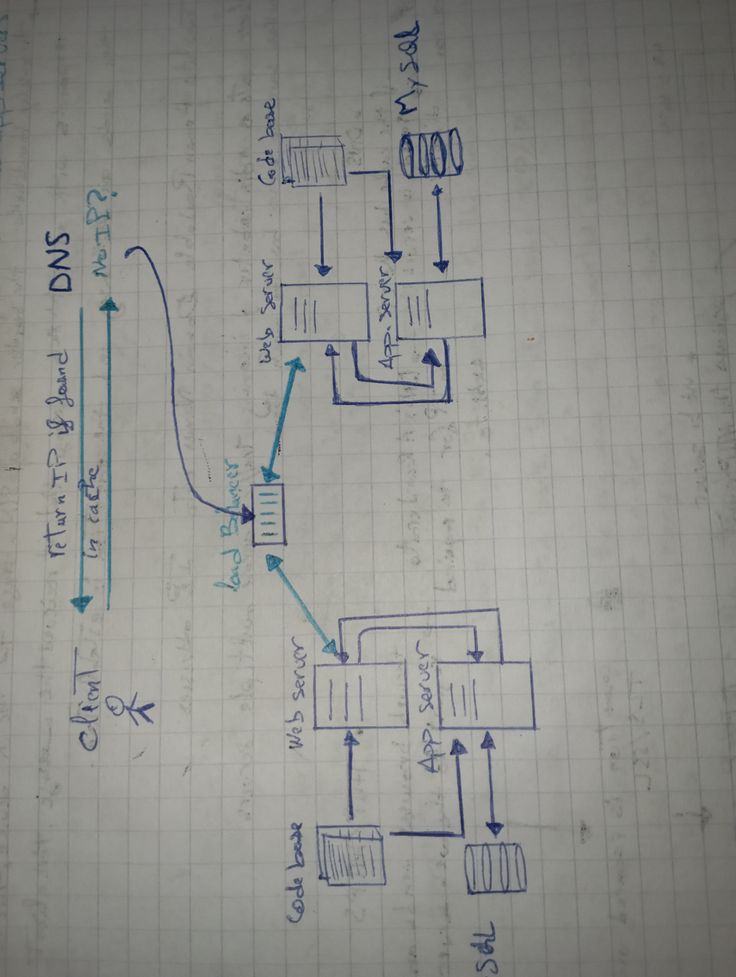 Client
return IP if found
in cache
DNS
No IP?
load Balancer
Code base
Web server
Web server
Code base
App. server
App. server
SQL
MySQL